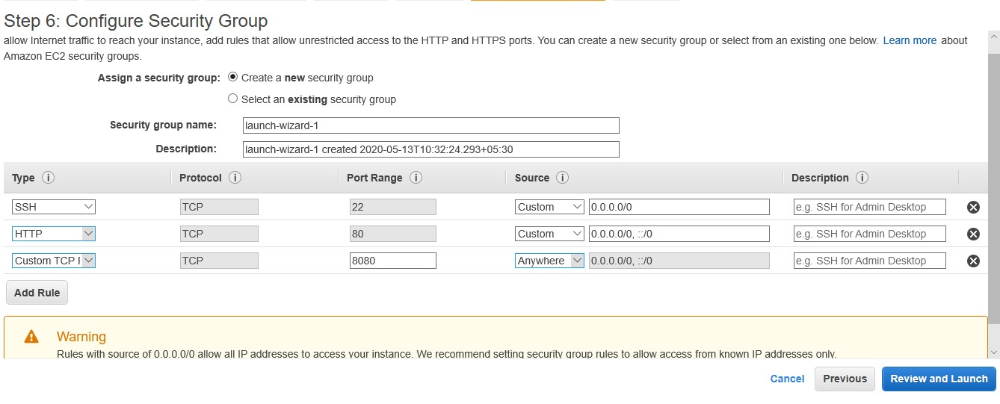 Step 6: Configure Security Group
allow Internet traffic to reach your instance, add rules that allow unrestricted access to the HTTP and HTTPS ports. You can create a new security group or select from an existing one below. Learn more about
Amazon EC2 security groups.
Assign a security group: Create a new security group
Select an existing security group
Security group name: launch-wizard-1
Description: launch-wizard-1 created 2020-05-13T10:32:24.293+05:30
Type i Protocol i Port Range i Source i Description i
SSH TCP 22 Custom 0.0.0.0/0 e.g. SSH for Admin Desktop
HTTP TCP 80 Custom 0.0.0.0/0, ::/0 e.g. SSH for Admin Desktop
Custom TCP TCP 8080 Anywhere 0.0.0.0/0, ::/0 e.g. SSH for Admin Desktop
Add Rule
Warning
Rules with source of 0.0.0.0/0 allow all IP addresses to access your instance. We recommend setting security group rules to allow access from known IP addresses only.
Cancel Previous Review and Launch